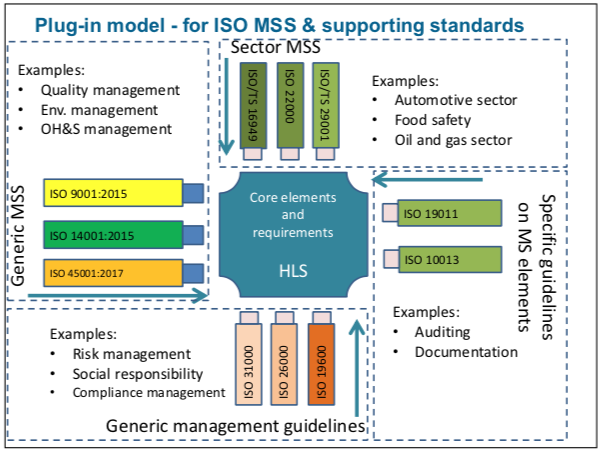 Plug-in model - for ISO MSS & supporting standards
Sector MSS
Examples:
• Quality management
• Env. management
• OH&S management
ISO/TS 16949
ISO 22000
ISO/TS 29001
Examples:
• Automotive sector
• Food safety
• Oil and gas sector
Generic MSS
ISO 9001:2015
ISO 14001:2015
ISO 45001:2017
Core elements
and
requirements
HLS
ISO 19011
ISO 10013
Specific guidelines
on MS elements
Examples:
• Auditing
• Documentation
Examples:
• Risk management
• Social responsibility
• Compliance management
ISO 31000
ISO 26000
ISO 19600
Generic management guidelines